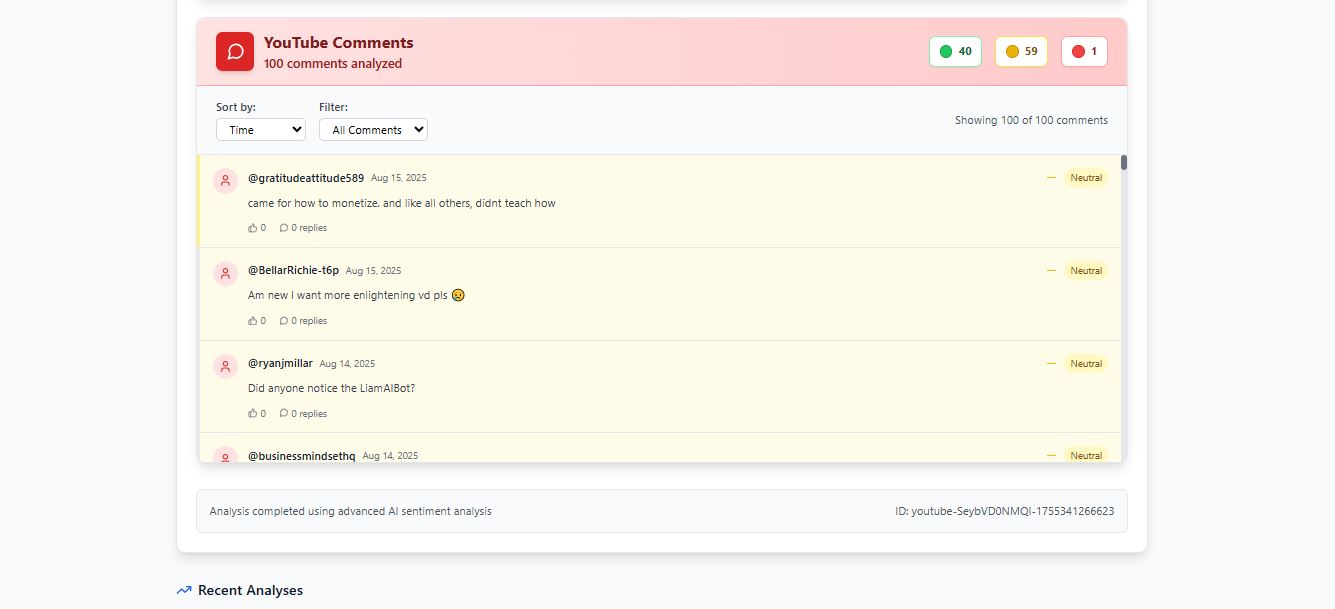 YouTube Comments
100 comments analyzed
40
59
1
Sort by:
Filter:
Time
All Comments
Showing 100 of 100 comments
@gratitudeattitude589 Aug 15, 2025
Neutral
came for how to monetize. and like all others, didnt teach how
0 0 replies
@BellarRichie-t6p Aug 15, 2025
Neutral
Am new I want more enlightening vd pls 😢
0 0 replies
@ryanjmillar Aug 14, 2025
Neutral
Did anyone notice the LiamAIBot?
0 0 replies
@businessmindsethq Aug 14, 2025
Neutral
Analysis completed using advanced AI sentiment analysis
ID: youtube-SeybVD0NMQI-1755341266623
Recent Analyses